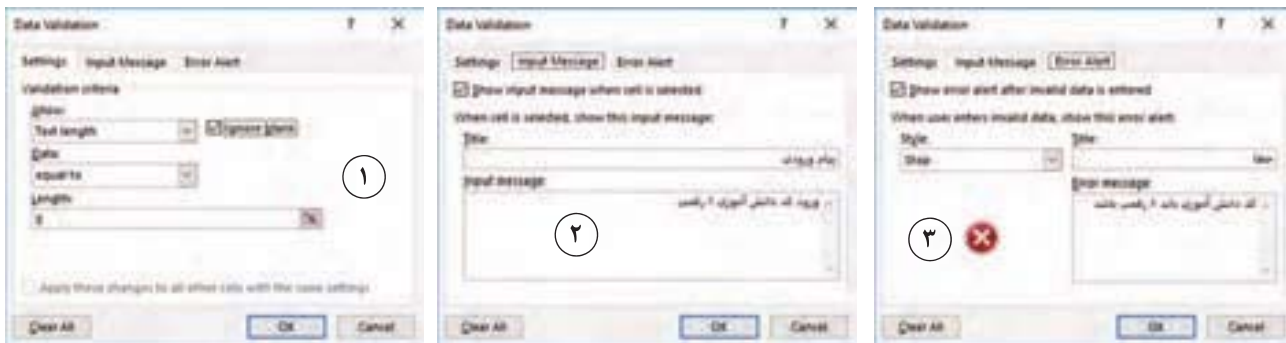 Data Validation ? ×
Settings Input Message Error Alert
Validation criteria
Allow:
Text length Ignore blank
Data:
equal to
Length:
8
۱
Apply these changes to all other cells with the same settings
Clear All OK Cancel
Data Validation ? ×
Settings Input Message Error Alert
Show input message when cell is selected
When cell is selected, show this input message:
Title:
پیام ورودی
Input message:
ورود کد دانش آموزی ۸ رقمی
۲
Clear All OK Cancel
Data Validation ? ×
Settings Input Message Error Alert
Show error alert after invalid data is entered
When user enters invalid data, show this error alert:
Style: Title:
Stop خطا
Error message:
کد دانش آموزی باید ۸ رقمی باشد
۳
Clear All OK Cancel